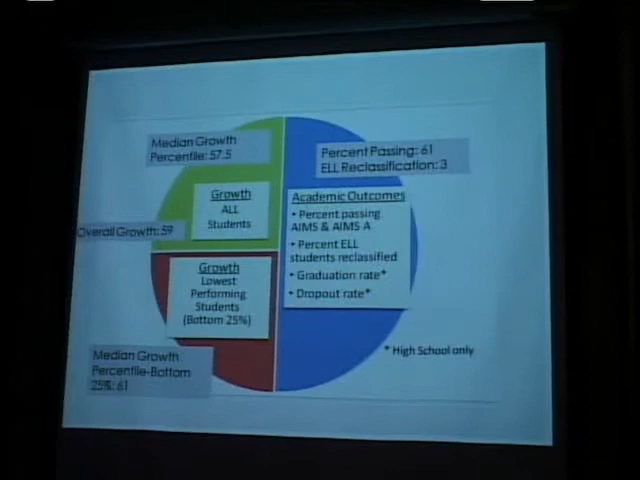 Median Growth
Percentile: 57.5
Percent Passing: 61
ELL Reclassification: 3
Growth
ALL
Students
Overall Growth: 59
Academic Outcomes
• Percent passing
AIMS & AIMS A
• Percent ELL
students reclassified
• Graduation rate*
• Dropout rate*
Growth
Lowest
Performing
Students
(Bottom 25%)
Median Growth
Percentile-Bottom
25%: 61
* High School only